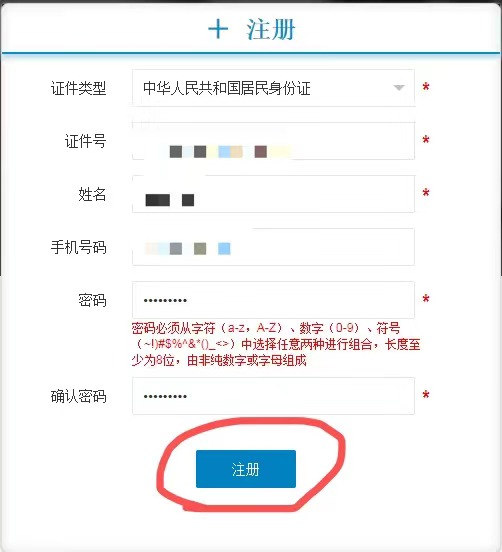 + 注册
证件类型 中华人民共和国居民身份证 *
证件号 *
姓名 *
手机号码
密码 ••••••••• *
密码必须从字符（a-z，A-Z）、数字（0-9）、符号
（~!)#$%^&*()_<>）中选择任意两种进行组合，长度至
少为8位，由非纯数字或字母组成
确认密码 ••••••••• *
注册